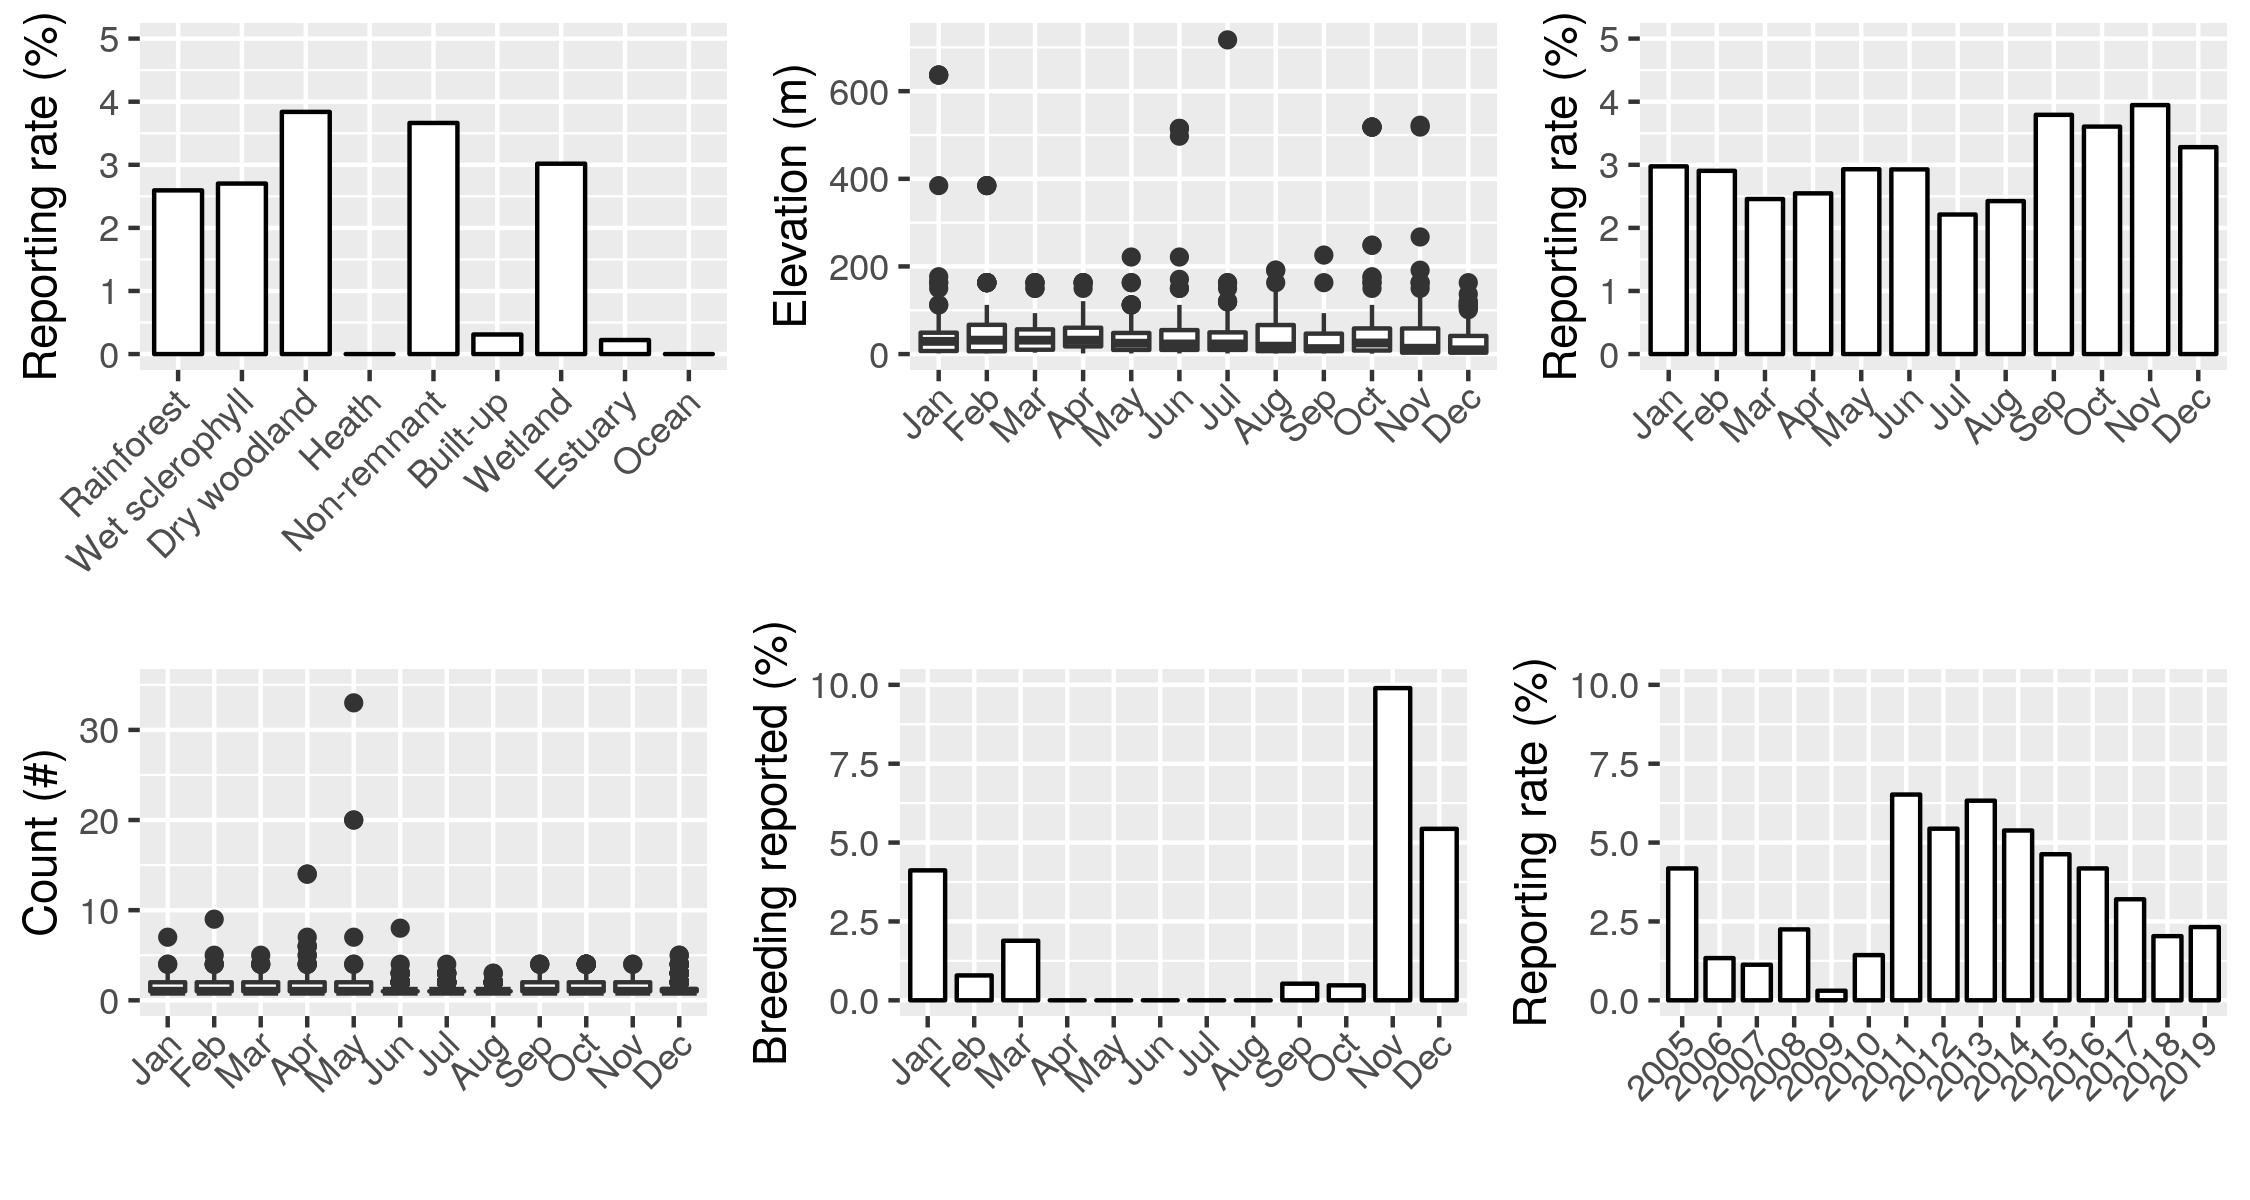 Reporting rate (%)
5
4
3
2
1
0
Rainforest
Wet sclerophyll
Dry woodland
Heath
Non-remnant
Built-up
Wetland
Estuary
Ocean
Elevation (m)
600
400
200
0
Jan
Feb
Mar
Apr
May
Jun
Jul
Aug
Sep
Oct
Nov
Dec
Reporting rate (%)
5
4
3
2
1
0
Jan
Feb
Mar
Apr
May
Jun
Jul
Aug
Sep
Oct
Nov
Dec
Count (#)
30
20
10
0
Jan
Feb
Mar
Apr
May
Jun
Jul
Aug
Sep
Oct
Nov
Dec
Breeding reported (%)
10.0
7.5
5.0
2.5
0.0
Jan
Feb
Mar
Apr
May
Jun
Jul
Aug
Sep
Oct
Nov
Dec
Reporting rate (%)
10.0
7.5
5.0
2.5
0.0
2005
2006
2007
2008
2009
2010
2011
2012
2013
2014
2015
2016
2017
2018
2019